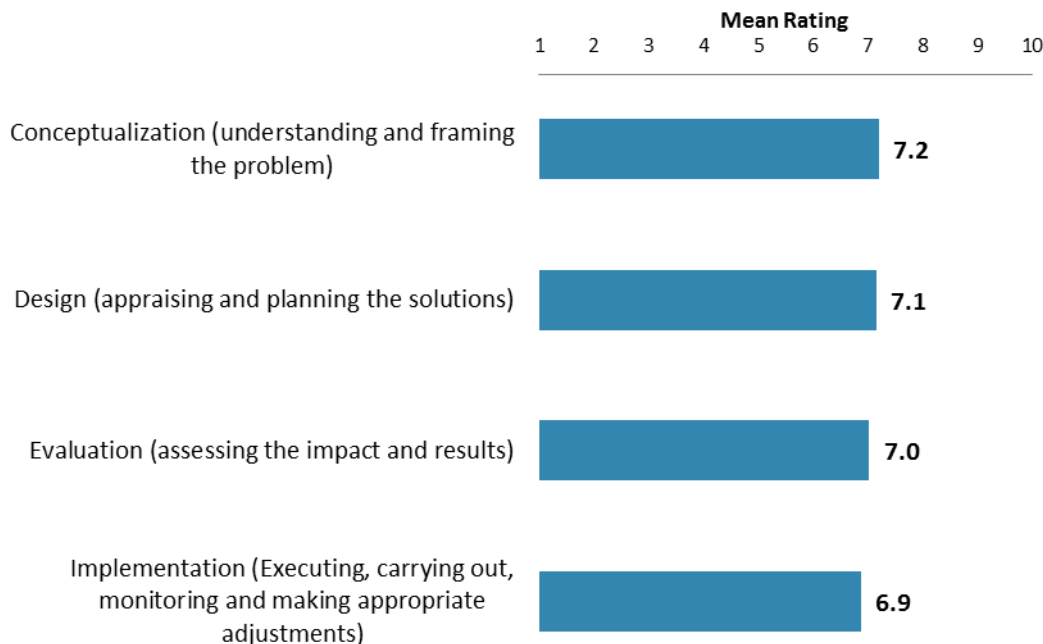 Mean Rating
1 2 3 4 5 6 7 8 9 10
Conceptualization (understanding and framing
the problem)
7.2
Design (appraising and planning the solutions)
7.1
Evaluation (assessing the impact and results)
7.0
Implementation (Executing, carrying out,
monitoring and making appropriate
adjustments)
6.9